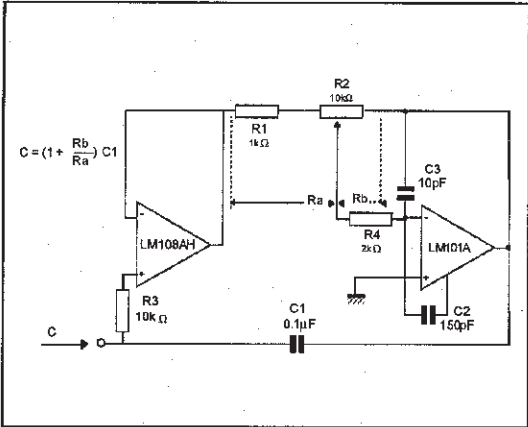 R2
10kΩ
R1
1kΩ
C = (1 + Rb/Ra) C1
C3
10pF
Ra
Rb
R4
2kΩ
-
+
LM108AH
-
+
LM101A
R3
10kΩ
C2
150pF
C1
0.1µF
C